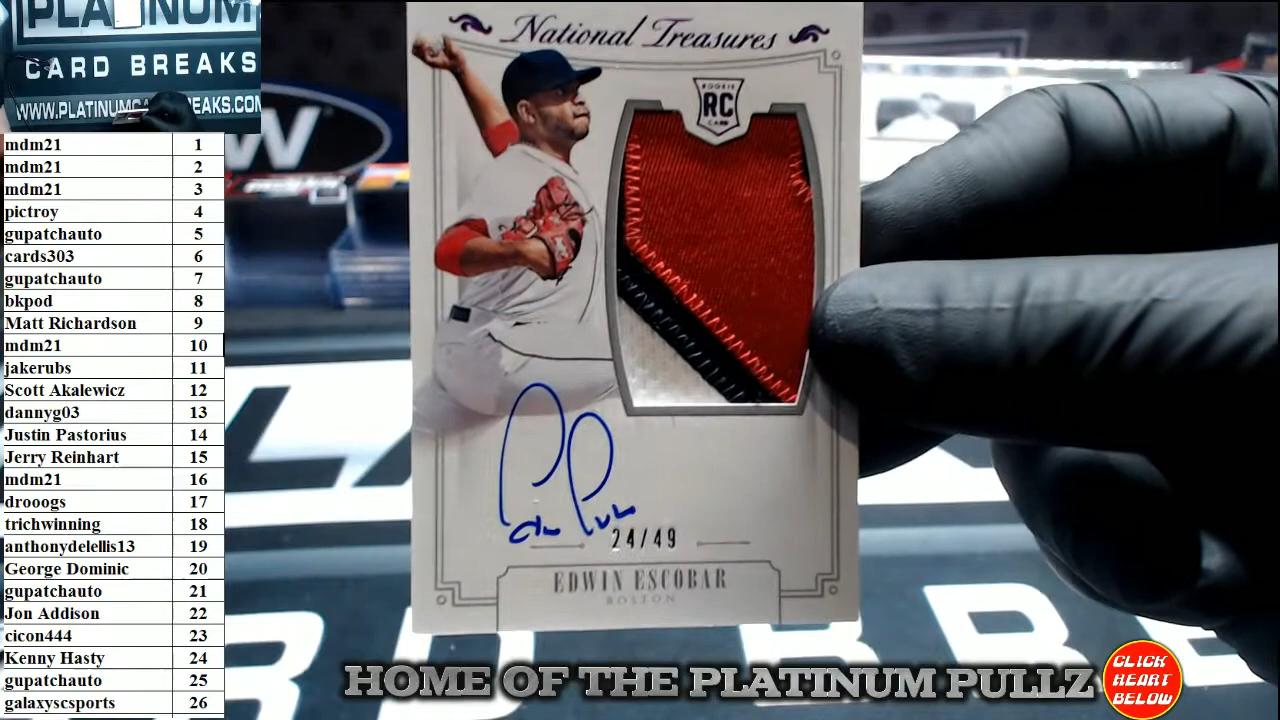 PLATINUM
CARD BREAKS
WWW.PLATINUMCARDBREAKS.COM
mdm21 1
mdm21 2
mdm21 3
pictroy 4
gupatchauto 5
cards303 6
gupatchauto 7
bkpod 8
Matt Richardson 9
mdm21 10
jakerubs 11
Scott Akalewicz 12
dannyg03 13
Justin Pastorius 14
Jerry Reinhart 15
mdm21 16
drooogs 17
trichwinning 18
anthonydelellis13 19
George Dominic 20
gupatchauto 21
Jon Addison 22
cicon444 23
Kenny Hasty 24
gupatchauto 25
galaxyscsports 26
National Treasures
ROOKIE
RC
CARD
24/49
EDWIN ESCOBAR
BOSTON
HOME OF THE PLATINUM PULLZ
CLICK
HEART
BELOW